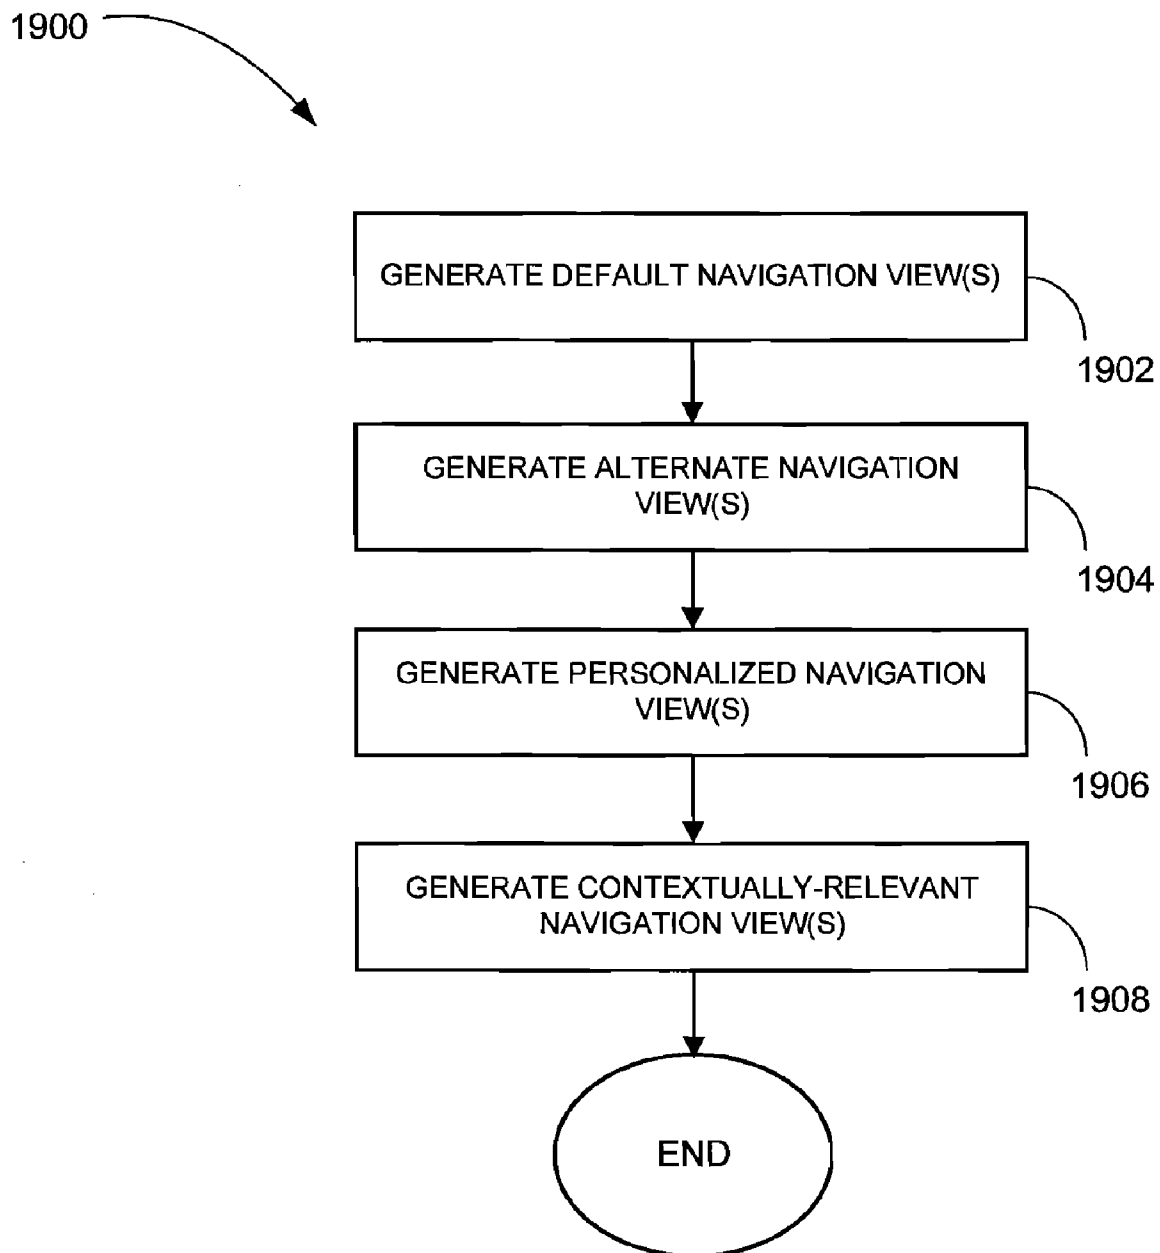 1900
GENERATE DEFAULT NAVIGATION VIEW(S)
1902
GENERATE ALTERNATE NAVIGATION
VIEW(S)
1904
GENERATE PERSONALIZED NAVIGATION
VIEW(S)
1906
GENERATE CONTEXTUALLY-RELEVANT
NAVIGATION VIEW(S)
1908
END